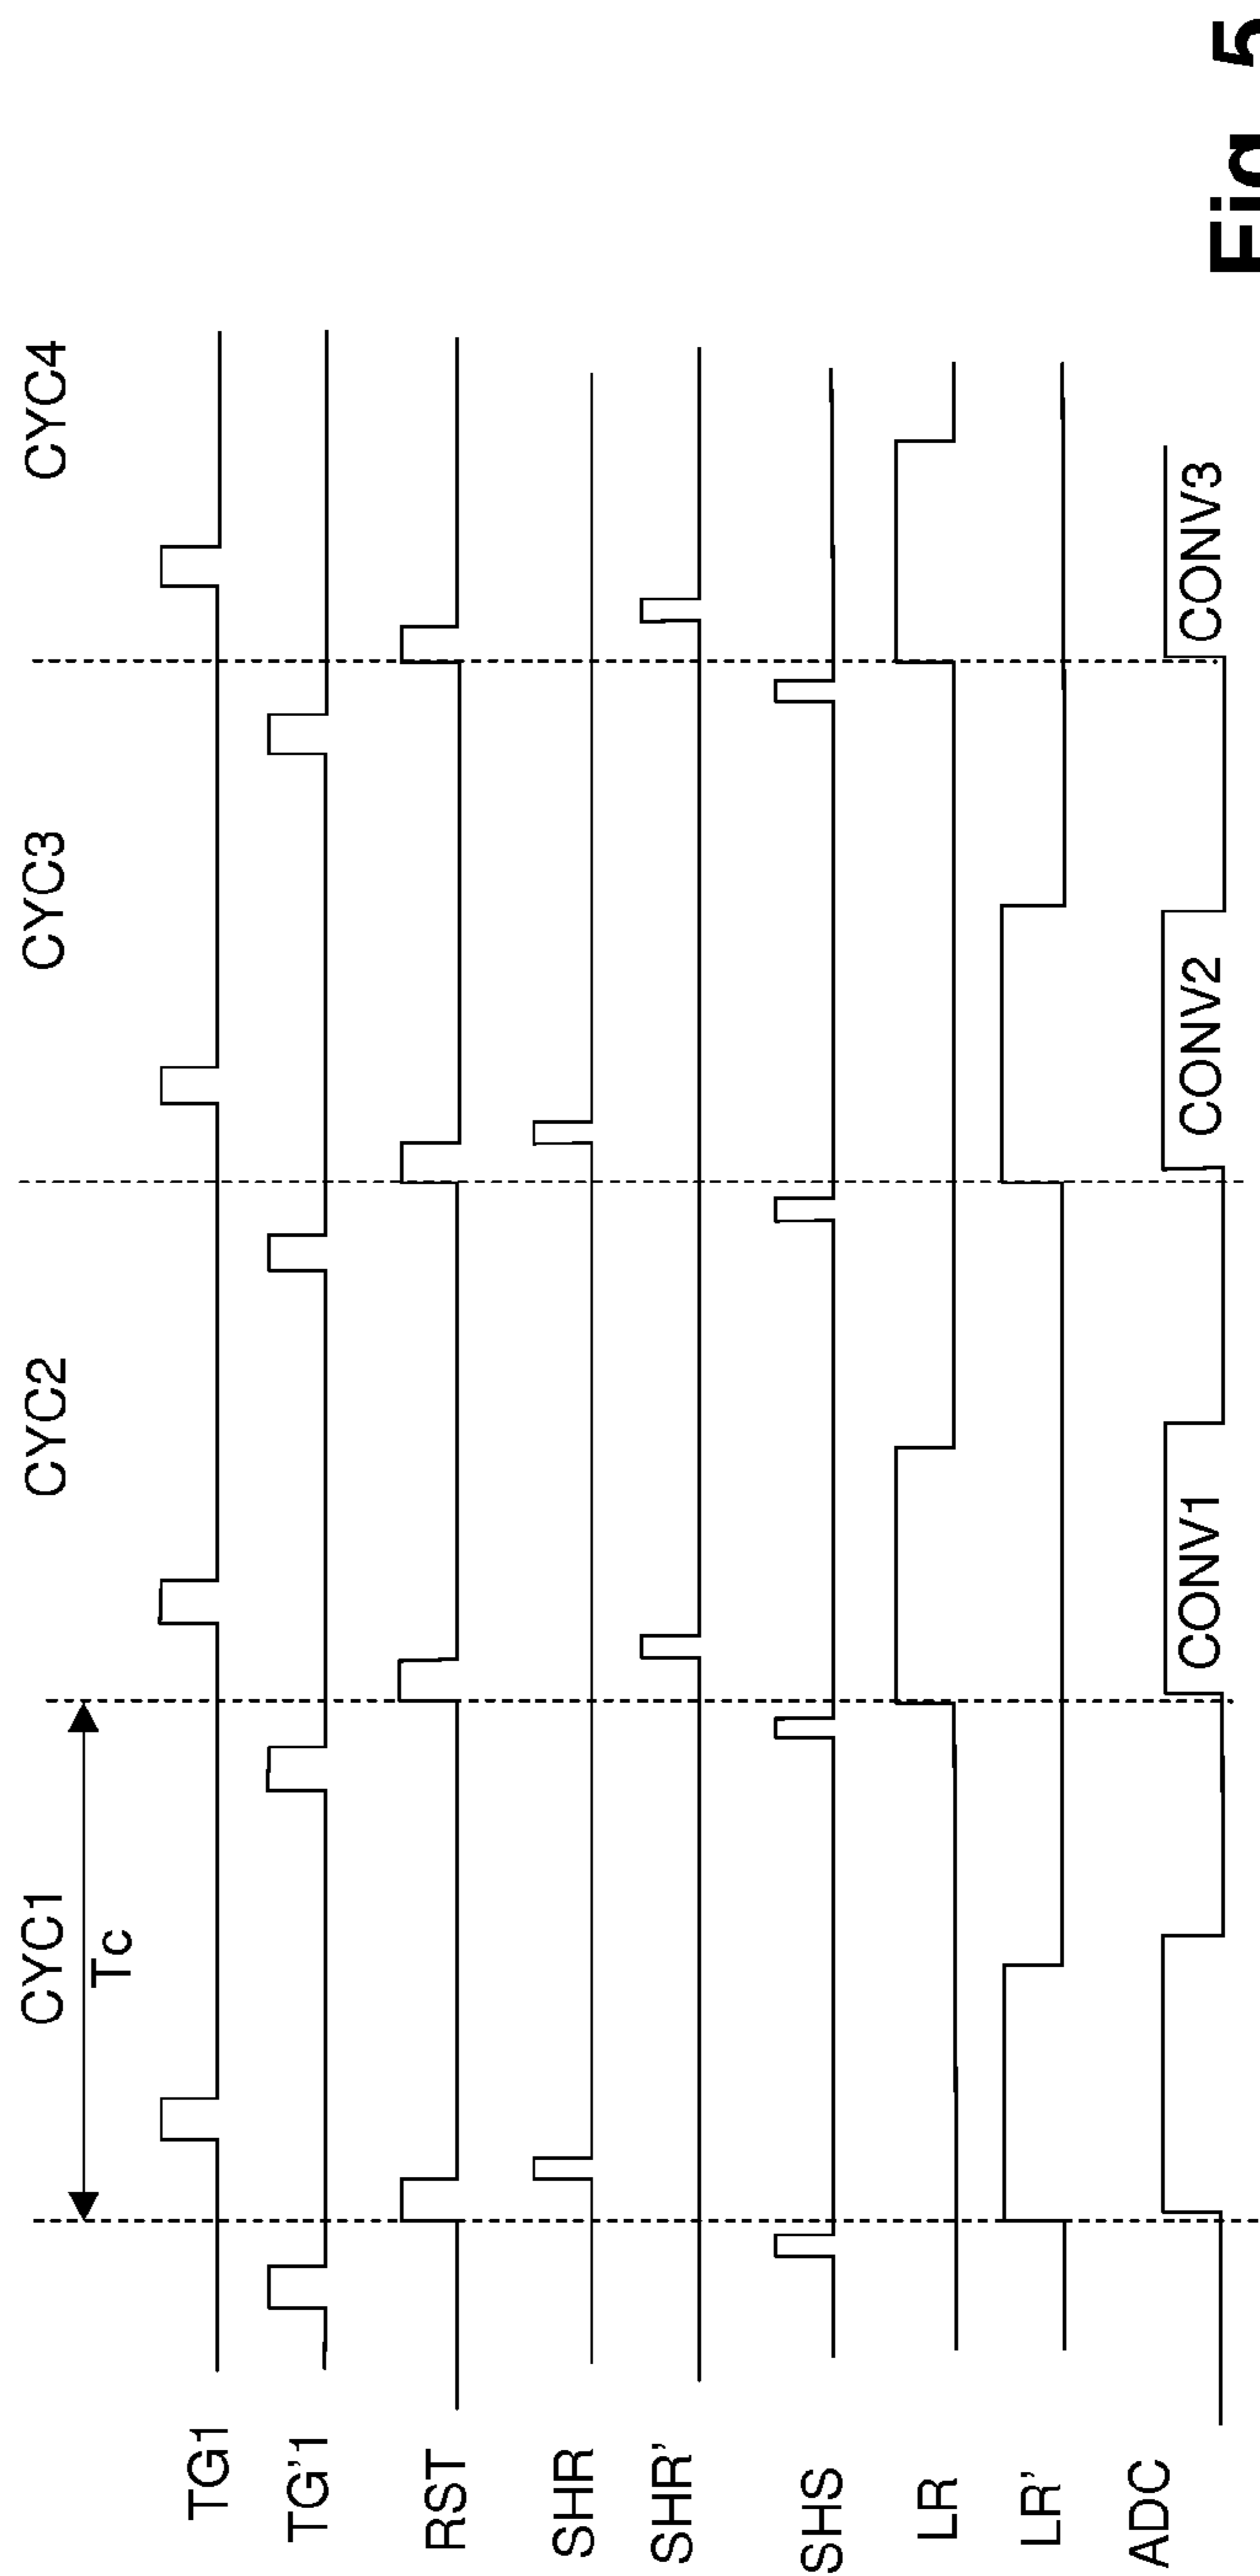 CYC1
CYC2
CYC3
CYC4
Tc
TG1
TG'1
RST
SHR
SHR'
SHS
LR
LR'
ADC
CONV1
CONV2
CONV3
Fig. 5